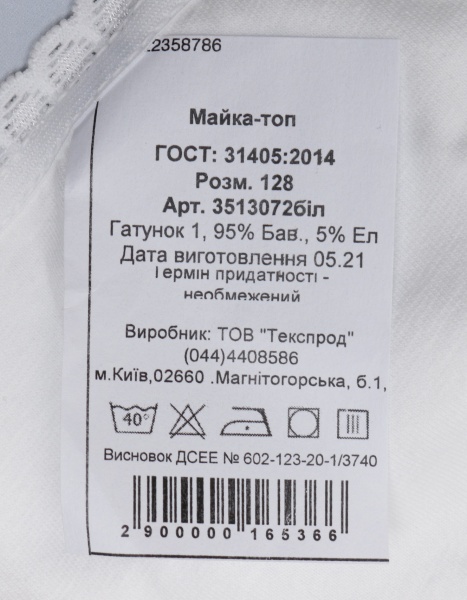 2358786
Майка-топ
ГОСТ: 31405:2014
Розм. 128
Арт. 3513072біл
Гатунок 1, 95% Бав., 5% Ел
Дата виготовлення 05.21
Термін придатності -
необмежений
Виробник: ТОВ "Текспрод"
(044)4408586
м.Київ,02660 .Магнітогорська, б.1,
40°
Висновок ДСЕЕ № 602-123-20-1/3740
2 900000 165366